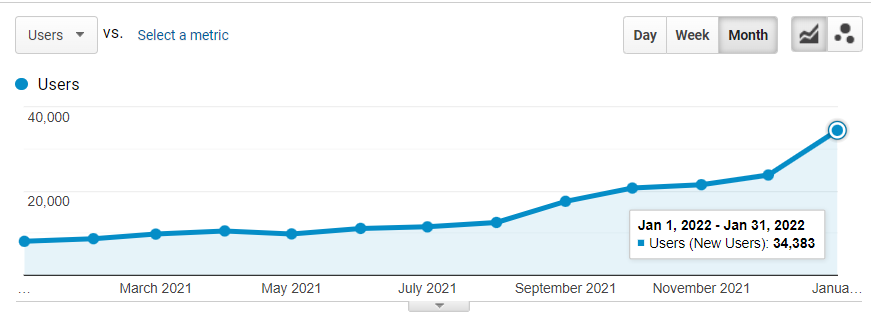 Users vs. Select a metric Day Week Month
Users
40,000
20,000
Jan 1, 2022 - Jan 31, 2022
Users (New Users): 34,383
... March 2021 May 2021 July 2021 September 2021 November 2021 Janua...